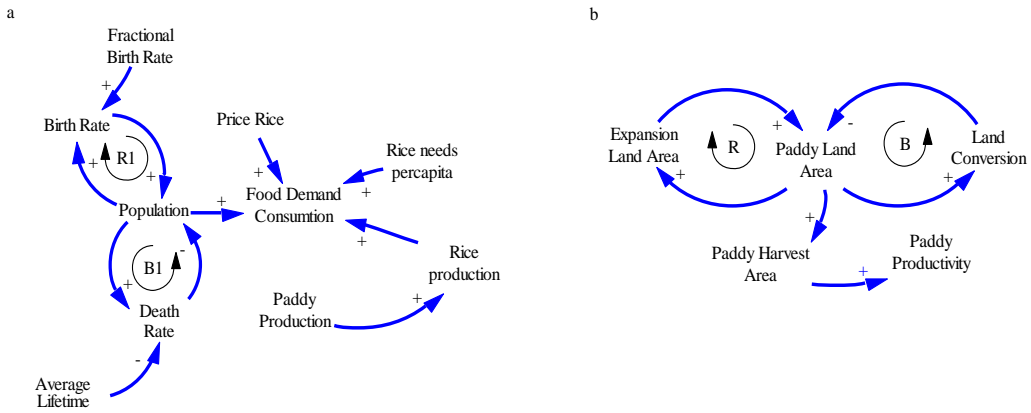 a
Fractional
Birth Rate
+
Birth Rate
R1
+
+
Population
+
B1
-
+
Death
Rate
-
Average
Lifetime
Price Rice
+
Rice needs
percapita
+
Food Demand
Consumtion
+
Rice
production
+
Paddy
Production
b
Expansion
Land Area
R
+
+
Paddy Land
Area
-
B
+
Land
Conversion
+
Paddy Harvest
Area
+
Paddy
Productivity